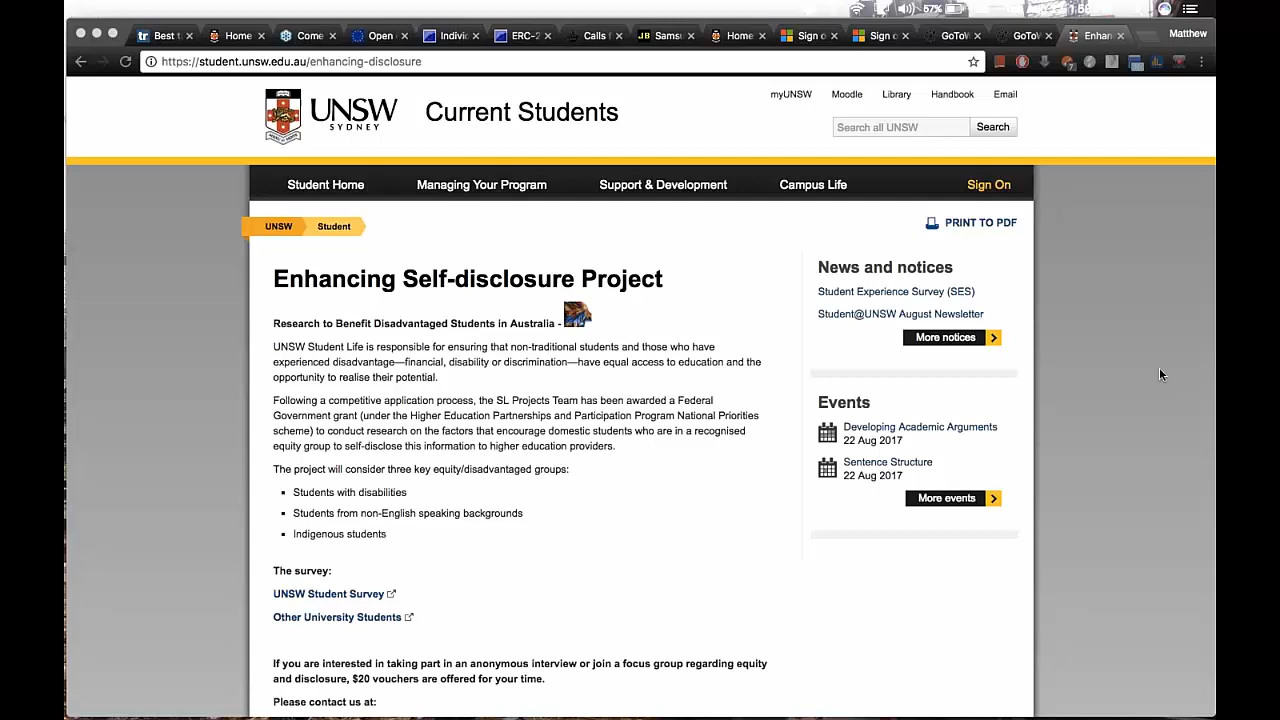 57%
Best t
Home
Come
Open
Indivi
ERC-2
Calls f
Samsu
Home
Sign o
Sign o
GoToW
GoToW
Enhan
Matthew
https://student.unsw.edu.au/enhancing-disclosure
UNSW
SYDNEY
Current Students
myUNSW Moodle Library Handbook Email
Search all UNSW Search
Student Home Managing Your Program Support & Development Campus Life Sign On
UNSW Student
PRINT TO PDF
Enhancing Self-disclosure Project
Research to Benefit Disadvantaged Students in Australia -
UNSW Student Life is responsible for ensuring that non-traditional students and those who have
experienced disadvantage—financial, disability or discrimination—have equal access to education and the
opportunity to realise their potential.
Following a competitive application process, the SL Projects Team has been awarded a Federal
Government grant (under the Higher Education Partnerships and Participation Program National Priorities
scheme) to conduct research on the factors that encourage domestic students who are in a recognised
equity group to self-disclose this information to higher education providers.
The project will consider three key equity/disadvantaged groups:
Students with disabilities
Students from non-English speaking backgrounds
Indigenous students
The survey:
UNSW Student Survey
Other University Students
If you are interested in taking part in an anonymous interview or join a focus group regarding equity
and disclosure, $20 vouchers are offered for your time.
Please contact us at:
News and notices
Student Experience Survey (SES)
Student@UNSW August Newsletter
More notices
Events
Developing Academic Arguments
22 Aug 2017
Sentence Structure
22 Aug 2017
More events